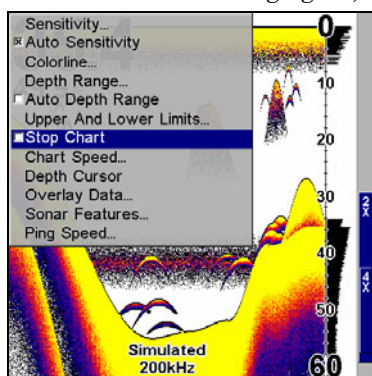 Sensitivity...
Auto Sensitivity
Colorline...
Depth Range...
Auto Depth Range
Upper And Lower Limits...
Stop Chart
Chart Speed...
Depth Cursor
Overlay Data...
Sonar Features...
Ping Speed...
0
10
20
30
40
50
60
2X
4X
Simulated
200kHz